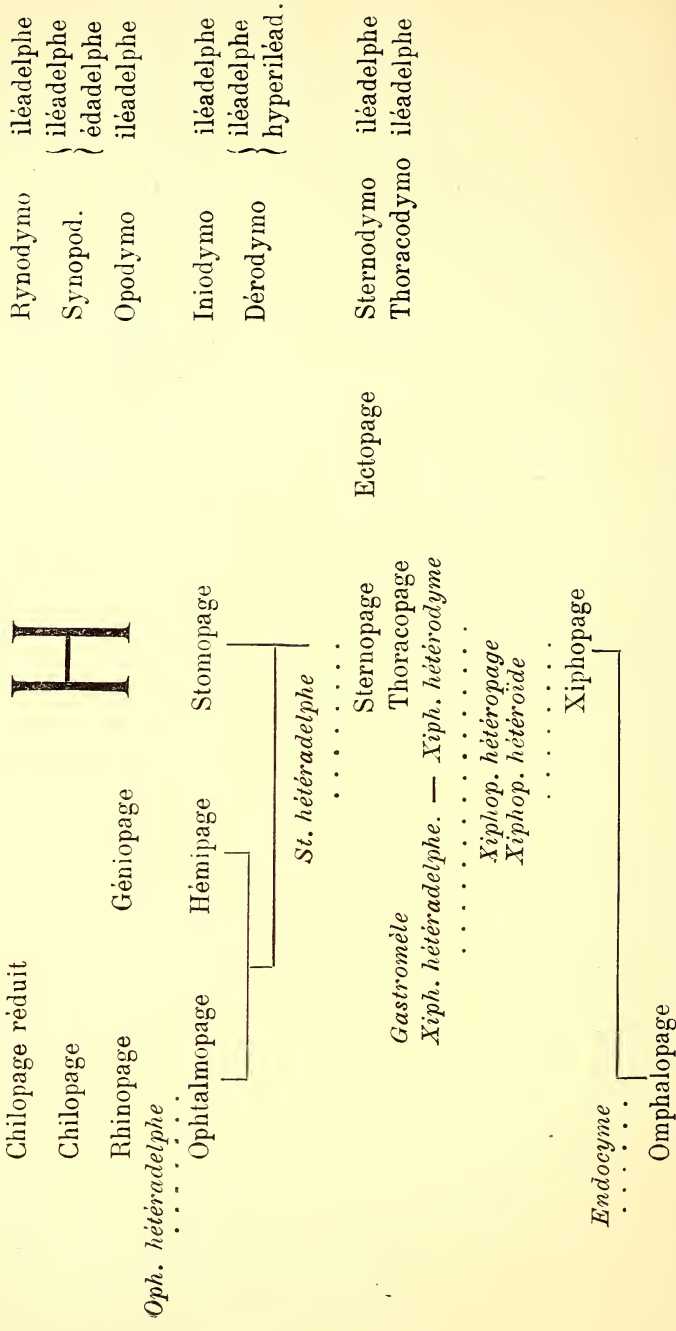 Chilopage réduit H Rynodymo iléadelphe
Chilopage Synopod. } iléadelphe
édadelphe
Rhinopage Géniopage Opodymo iléadelphe
Oph. hétéradelphe
Ophtalmopage Hémipage Stomopage Iniodymo iléadelphe
Dérodymo } iléadelphe
hyperiléad.
St. hétéradelphe
Sternopage Ectopage Sternodymo iléadelphe
Gastromèle Thoracopage Thoracodymo iléadelphe
Xiph. hétéradelphe. — Xiph. hétérodyme
Xiphop. hétéropage
Xiphop. hétéroïde
Xiphopage
Endocyme
Omphalopage